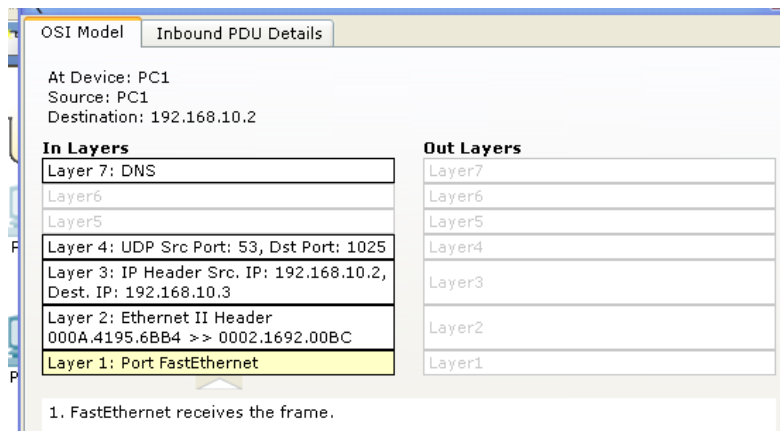 OSI Model
Inbound PDU Details
At Device: PC1
Source: PC1
Destination: 192.168.10.2
In Layers
Out Layers
Layer 7: DNS
Layer7
Layer6
Layer6
Layer5
Layer5
Layer 4: UDP Src Port: 53, Dst Port: 1025
Layer4
Layer 3: IP Header Src. IP: 192.168.10.2,
Dest. IP: 192.168.10.3
Layer3
Layer 2: Ethernet II Header
000A.4195.6BB4 >> 0002.1692.00BC
Layer2
Layer 1: Port FastEthernet
Layer1
1. FastEthernet receives the frame.